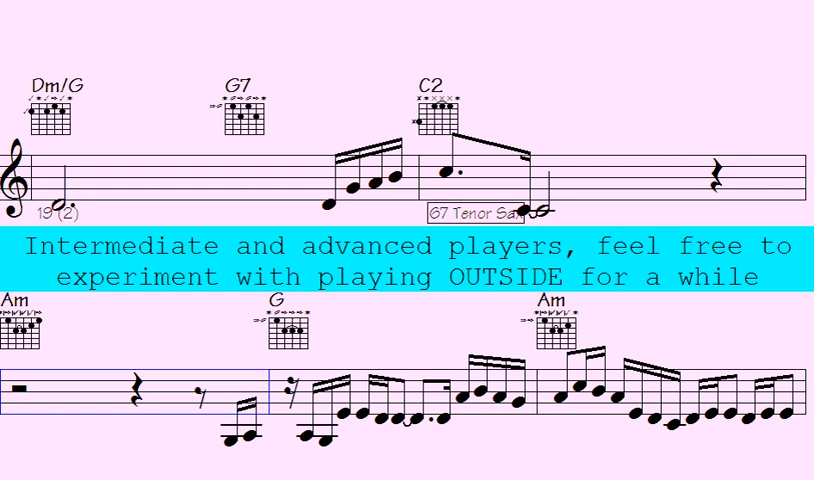 Dm/G G7 C2
19 (2) 67 Tenor Sax
Intermediate and advanced players, feel free to
experiment with playing OUTSIDE for a while
Am G Am